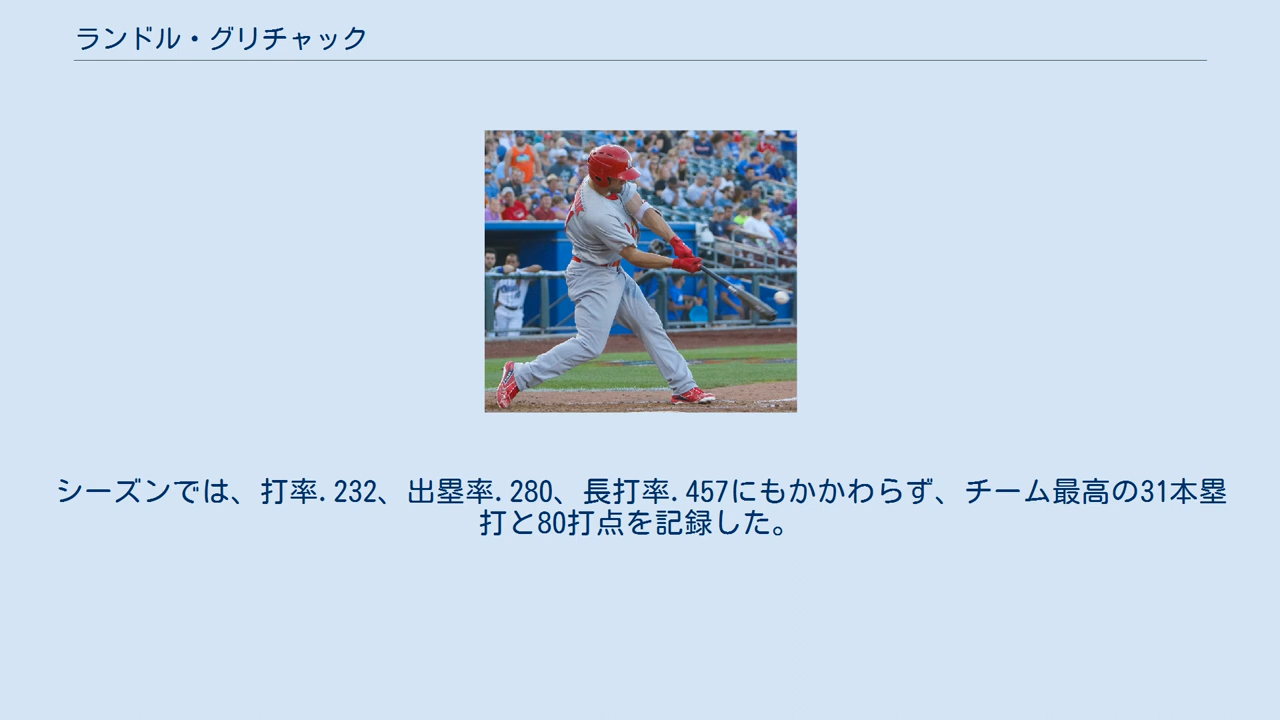 ランドル・グリチャック
シーズンでは、打率.232、出塁率.280、長打率.457にもかかわらず、チーム最高の31本塁
打と80打点を記録した。